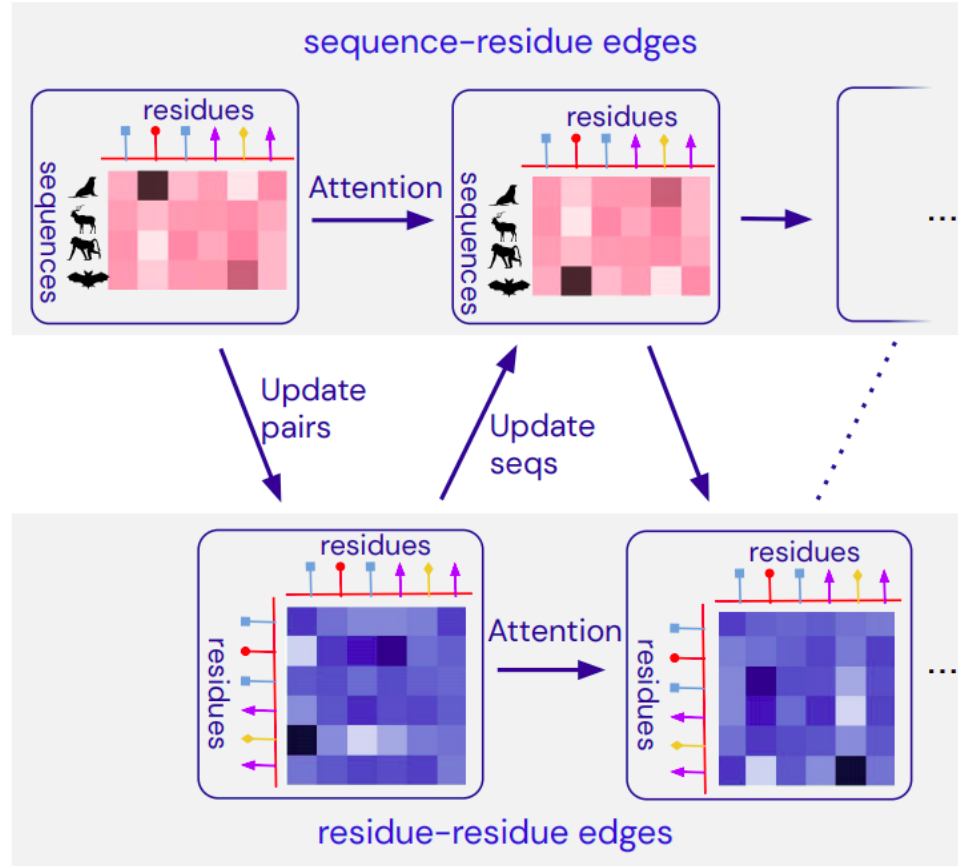 sequence-residue edges
residues
sequences
Attention
residues
sequences
...
Update
pairs
Update
seqs
residues
residues
Attention
residues
residues
...
residue-residue edges